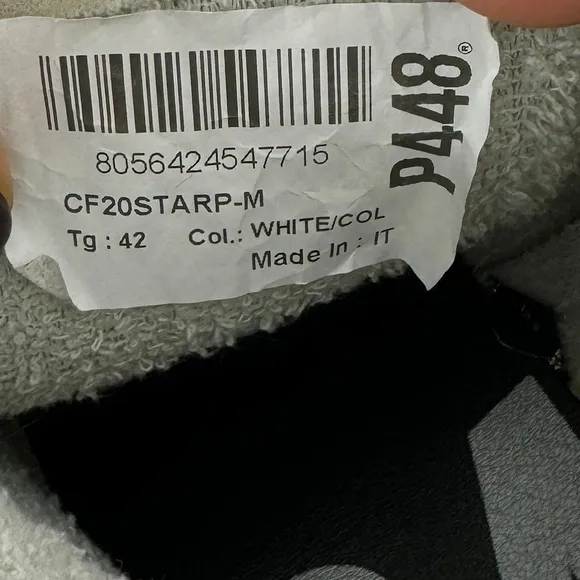 8056424547715
CF20STARP-M
Tg : 42 Col.: WHITE/COL
Made In : IT
P448®